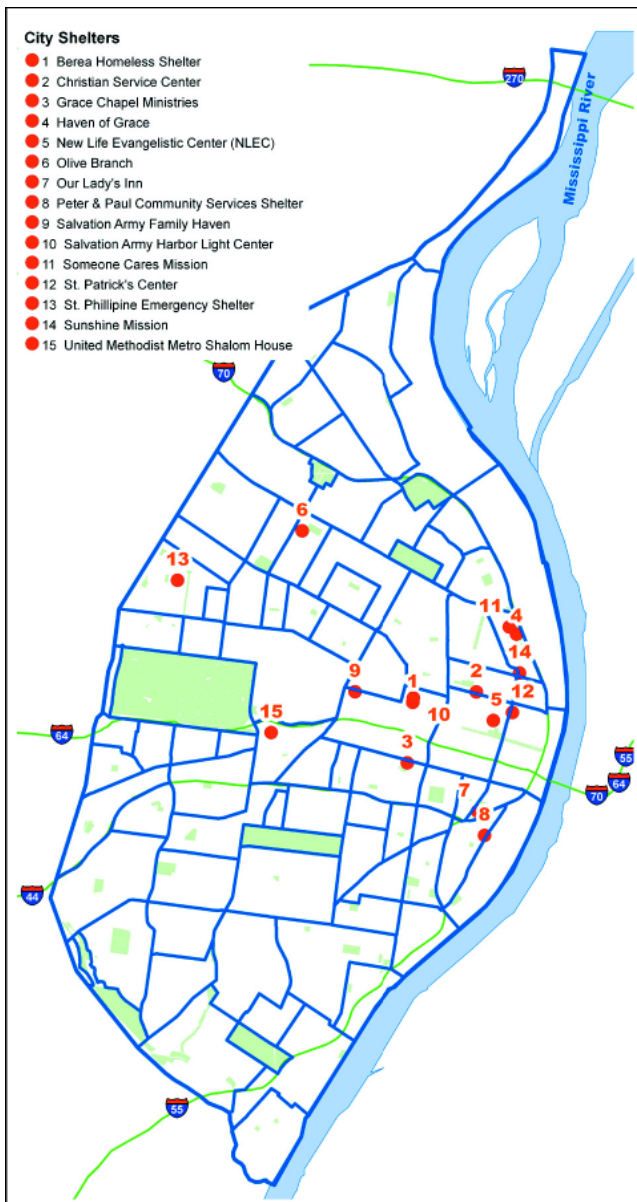 City Shelters
1 Berea Homeless Shelter
2 Christian Service Center
3 Grace Chapel Ministries
4 Haven of Grace
5 New Life Evangelistic Center (NLEC)
6 Olive Branch
7 Our Lady's Inn
8 Peter & Paul Community Services Shelter
9 Salvation Army Family Haven
10 Salvation Army Harbor Light Center
11 Someone Cares Mission
12 St. Patrick's Center
13 St. Phillipine Emergency Shelter
14 Sunshine Mission
15 United Methodist Metro Shalom House
270
Mississippi River
70
6
13
11 4
14
9
1
2
12
5
10
15
64
3
55
64
70
7
8
44
55